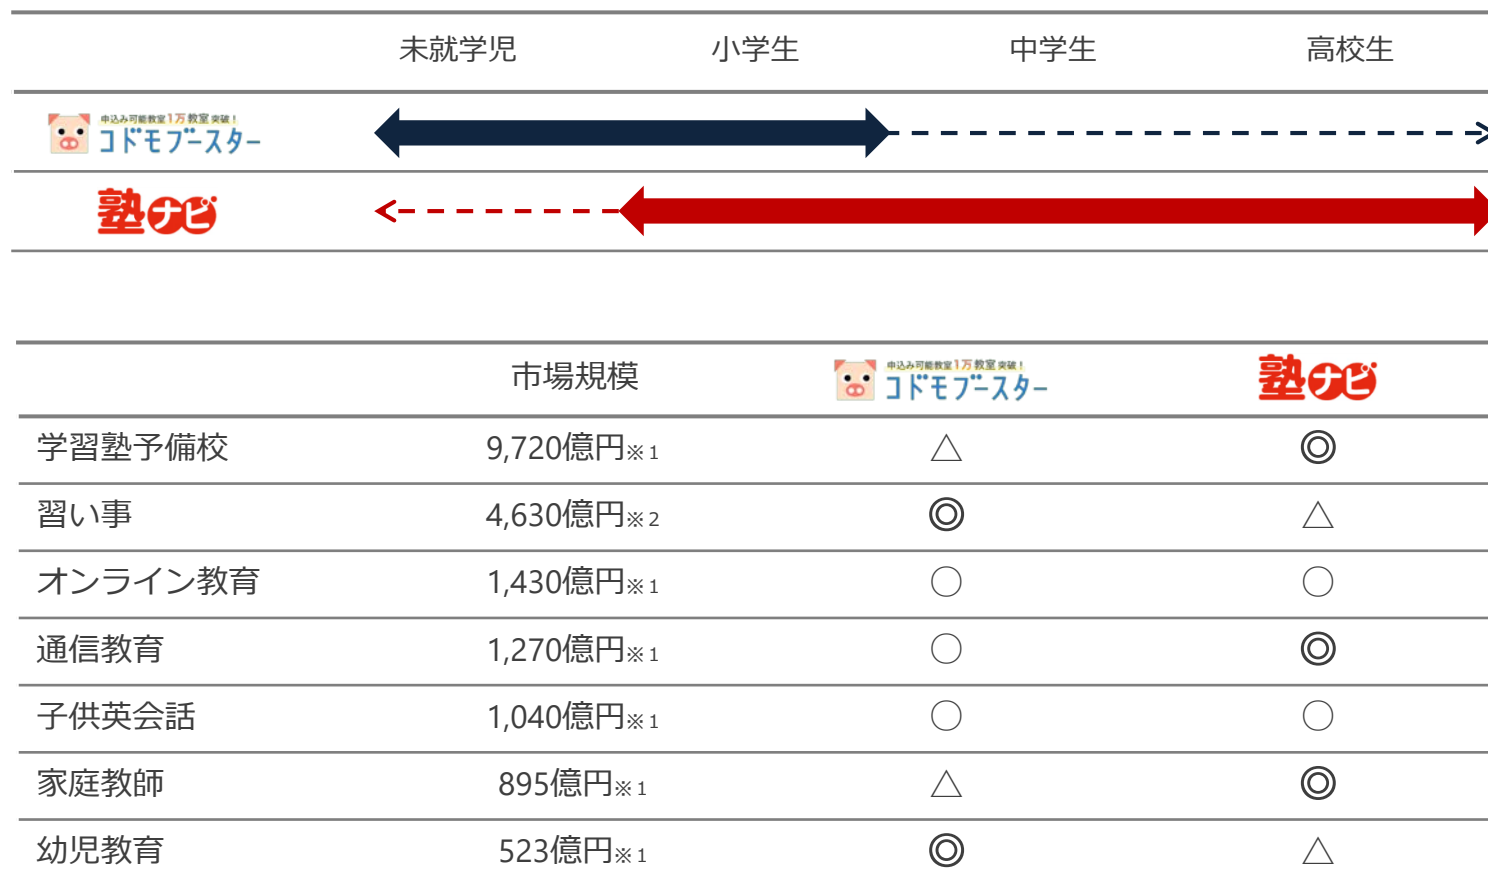 未就学児 小学生 中学生 高校生
申込み可能教室1万教室突破!
コドモブースター
塾ナビ
市場規模
申込み可能教室1万教室突破!
コドモブースター
塾ナビ
学習塾予備校 9,720億円※1 △ ◎
習い事 4,630億円※2 ◎ △
オンライン教育 1,430億円※1 ○ ○
通信教育 1,270億円※1 ○ ◎
子供英会話 1,040億円※1 ○ ○
家庭教師 895億円※1 △ ◎
幼児教育 523億円※1 ◎ △